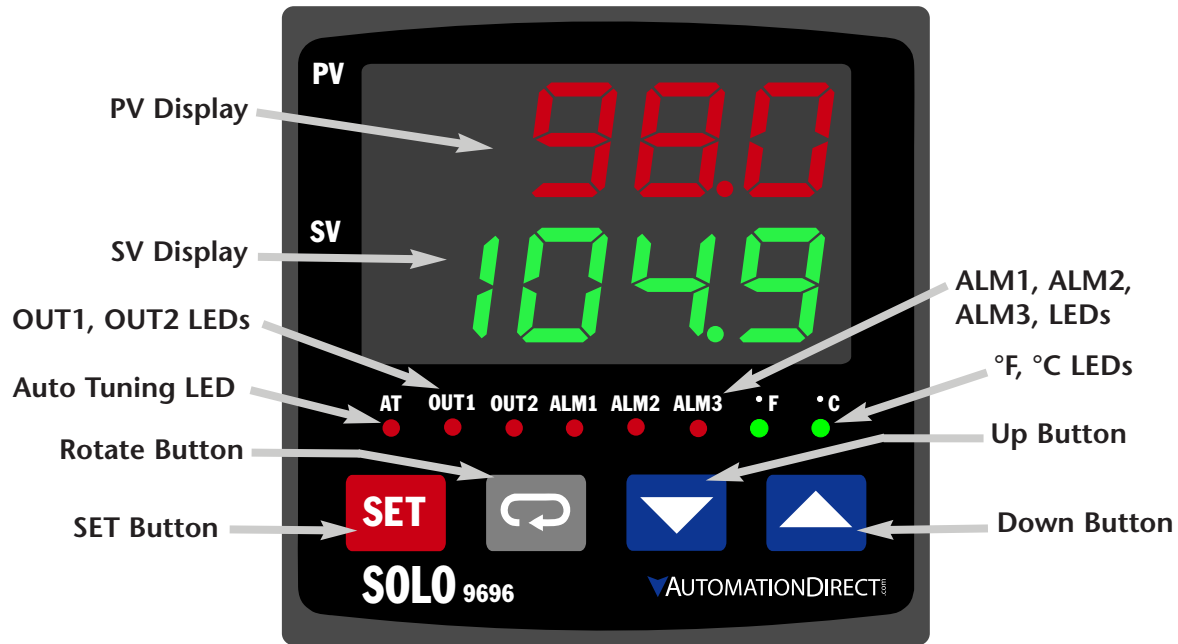 PV
PV Display
98.0
SV
SV Display
104.9
OUT1, OUT2 LEDs
ALM1, ALM2,
ALM3, LEDs
Auto Tuning LED
°F, °C LEDs
AT OUT1 OUT2 ALM1 ALM2 ALM3 °F °C
Rotate Button
Up Button
SET Button
SET
Down Button
SOLO 9696
AUTOMATIONDIRECT.com